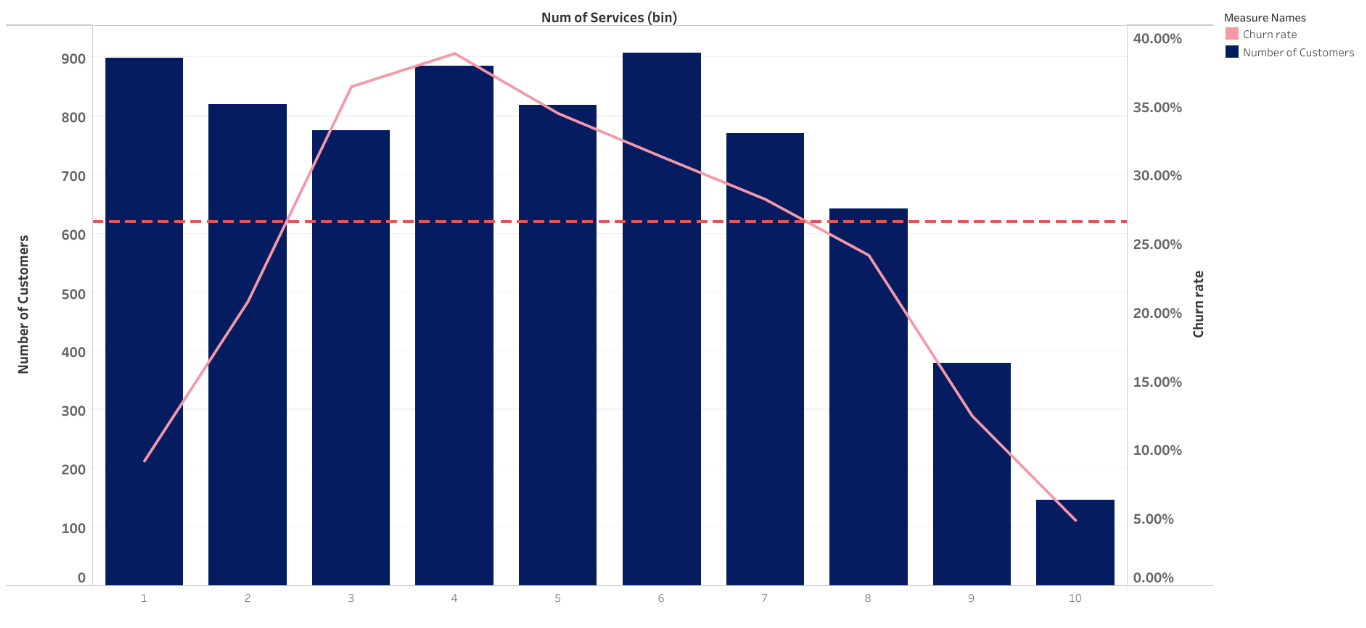 Num of Services (bin)
Measure Names
Churn rate
Number of Customers
Number of Customers
900
800
700
600
500
400
300
200
100
0
40.00%
35.00%
30.00%
25.00%
20.00%
15.00%
10.00%
5.00%
0.00%
Churn rate
1 2 3 4 5 6 7 8 9 10